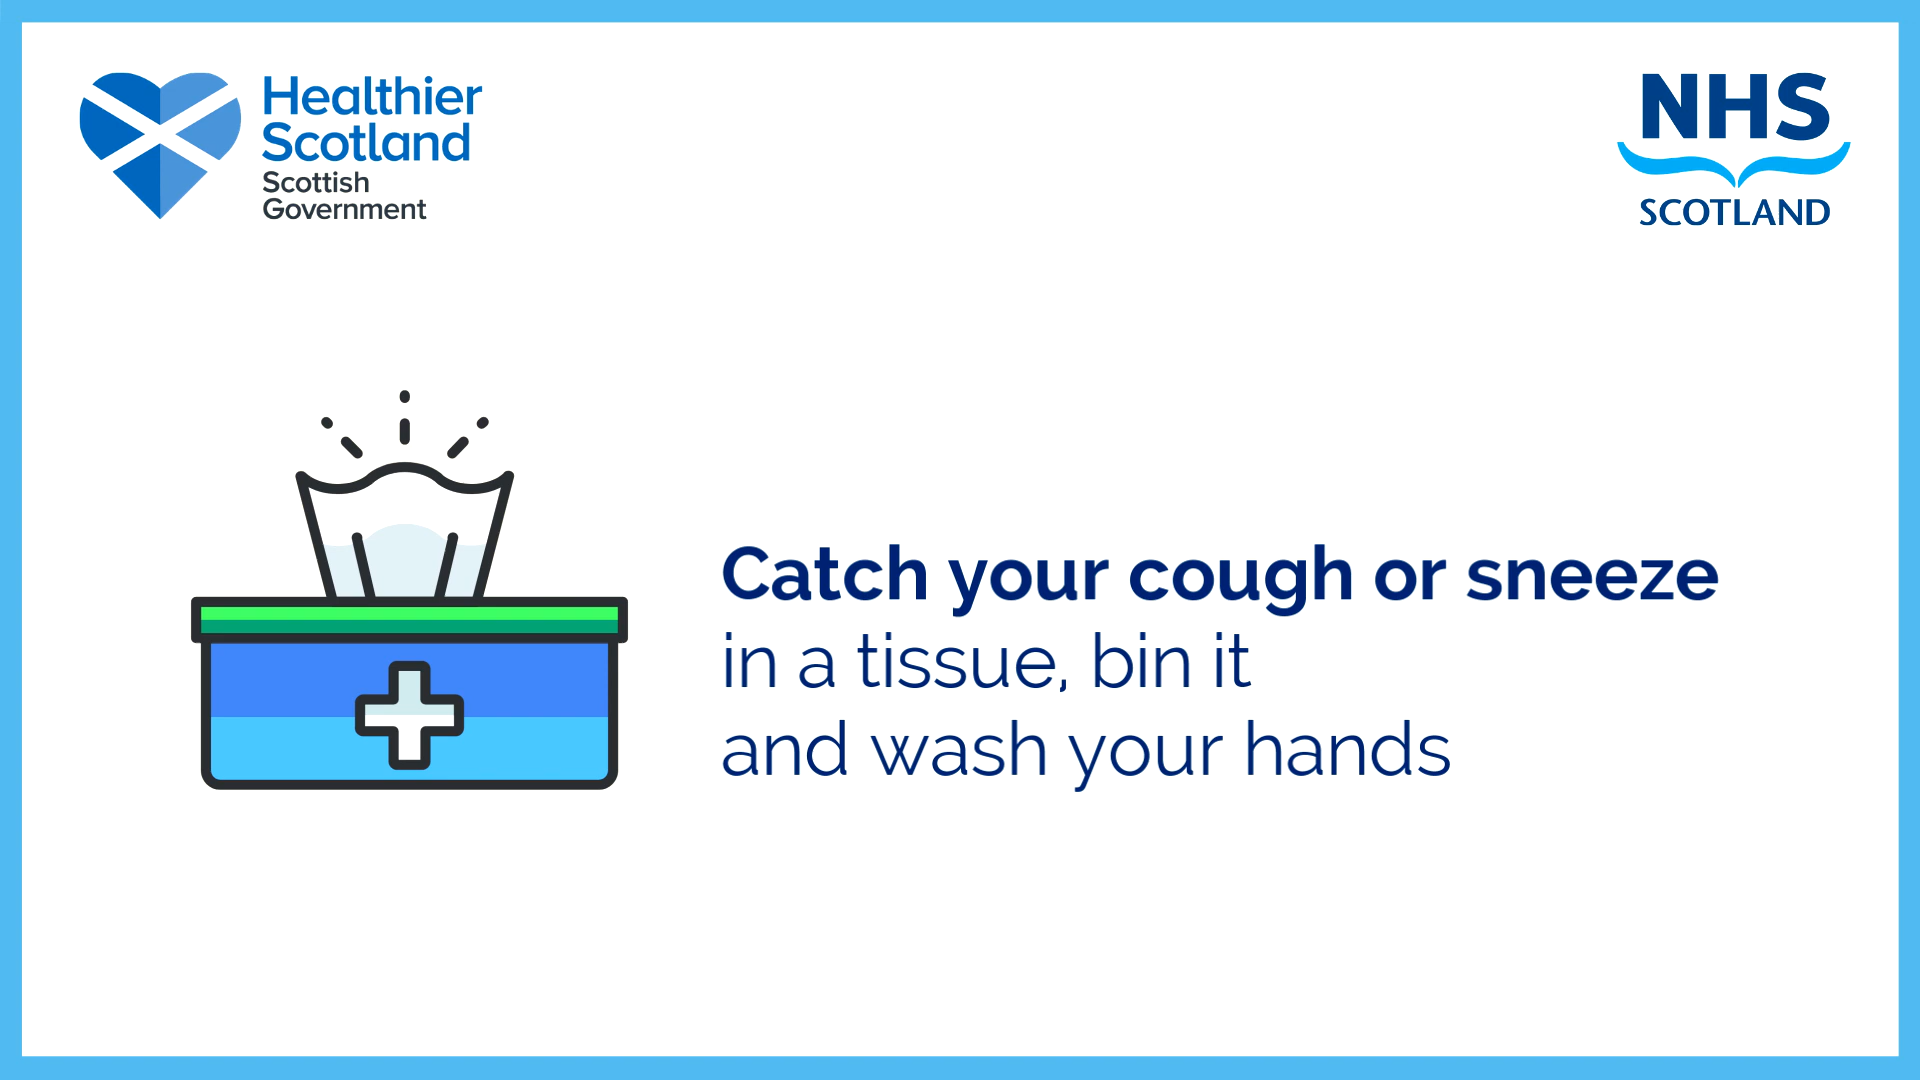 Healthier
Scotland
Scottish
Government
NHS
SCOTLAND
Catch your cough or sneeze
in a tissue, bin it
and wash your hands